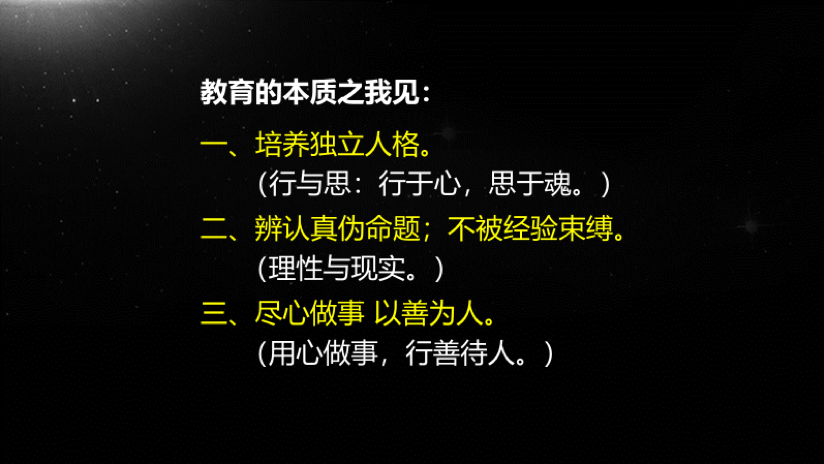 教育的本质之我见：
一、培养独立人格。
（行与思：行于心，思于魂。）
二、辨认真伪命题；不被经验束缚。
（理性与现实。）
三、尽心做事 以善为人。
（用心做事，行善待人。）